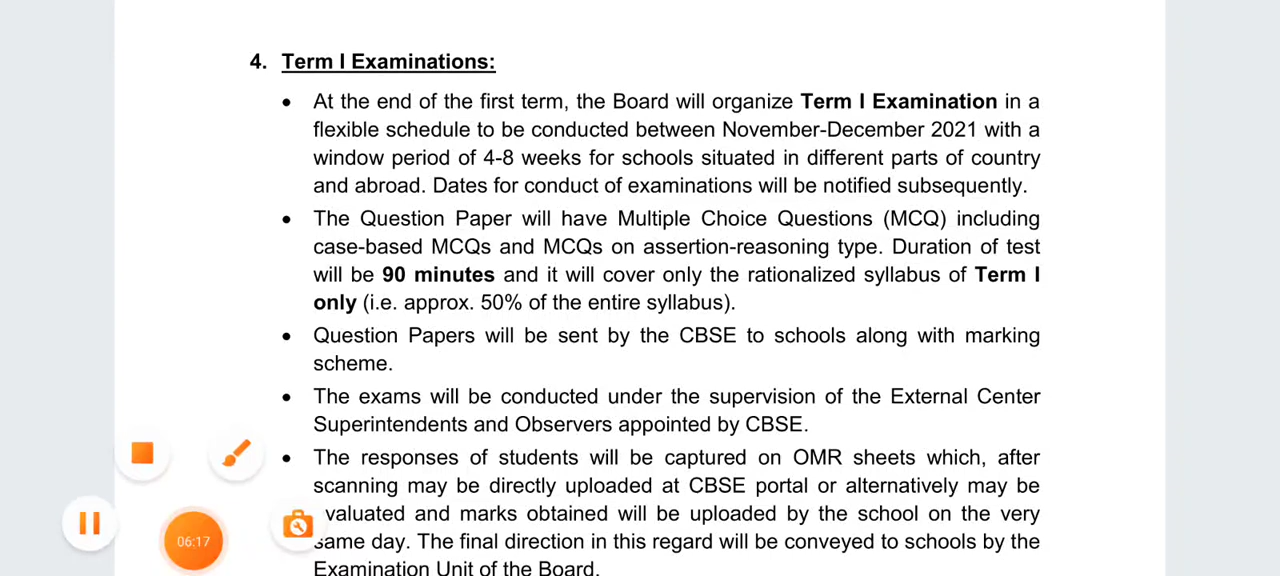 4. Term I Examinations:
• At the end of the first term, the Board will organize Term I Examination in a
flexible schedule to be conducted between November-December 2021 with a
window period of 4-8 weeks for schools situated in different parts of country
and abroad. Dates for conduct of examinations will be notified subsequently.
• The Question Paper will have Multiple Choice Questions (MCQ) including
case-based MCQs and MCQs on assertion-reasoning type. Duration of test
will be 90 minutes and it will cover only the rationalized syllabus of Term I
only (i.e. approx. 50% of the entire syllabus).
• Question Papers will be sent by the CBSE to schools along with marking
scheme.
• The exams will be conducted under the supervision of the External Center
Superintendents and Observers appointed by CBSE.
• The responses of students will be captured on OMR sheets which, after
scanning may be directly uploaded at CBSE portal or alternatively may be
valuated and marks obtained will be uploaded by the school on the very
same day. The final direction in this regard will be conveyed to schools by the
Examination Unit of the Board.
06:17